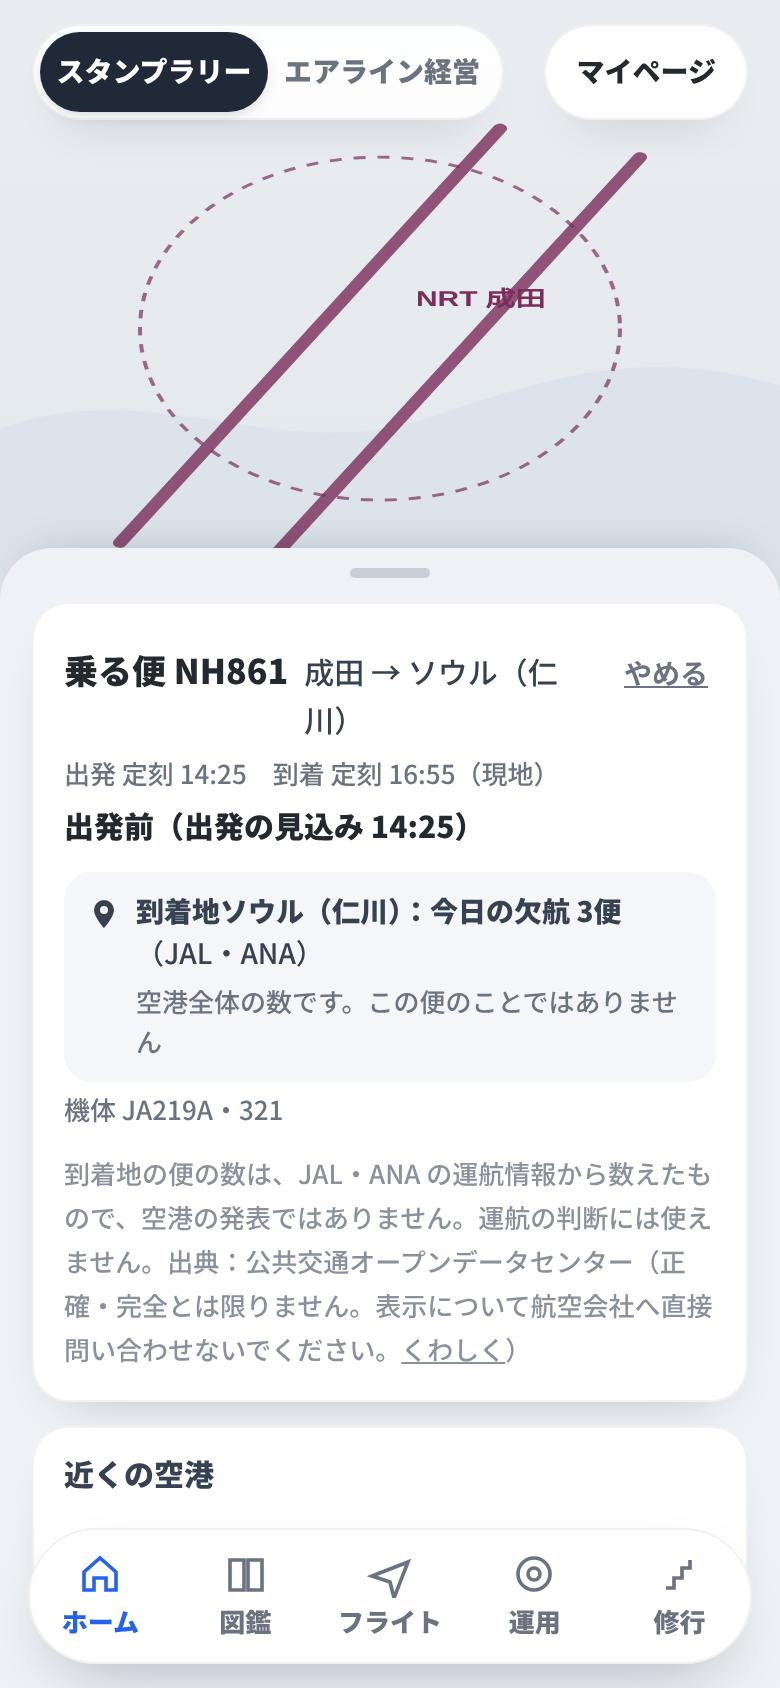 スタンプラリー エアライン経営 マイページ
NRT 成田
乗る便 NH861 成田 → ソウル（仁川） やめる
出発 定刻 14:25 到着 定刻 16:55（現地）
出発前（出発の見込み 14:25）
到着地ソウル（仁川）：今日の欠航 3便
（JAL・ANA）
空港全体の数です。この便のことではありませ
ん
機体 JA219A・321
到着地の便の数は、JAL・ANA の運航情報から数えたも
ので、空港の発表ではありません。運航の判断には使え
ません。出典：公共交通オープンデータセンター（正
確・完全とは限りません。表示について航空会社へ直接
問い合わせないでください。くわしく）
近くの空港
ホーム 図鑑 フライト 運用 修行